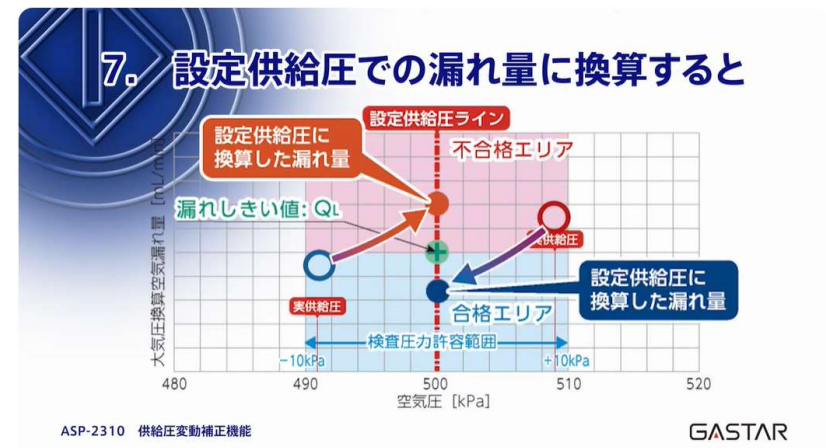 7. 設定供給圧での漏れ量に換算すると
設定供給圧ライン
設定供給圧に
換算した漏れ量
不合格エリア
漏れしきい値: QL
実供給圧
実供給圧
設定供給圧に
換算した漏れ量
合格エリア
検査圧力許容範囲
-10kPa
+10kPa
大気圧換算空気漏れ量 [mL/min]
480
490
500
510
520
空気圧 [kPa]
ASP-2310 供給圧変動補正機能
GASTAR